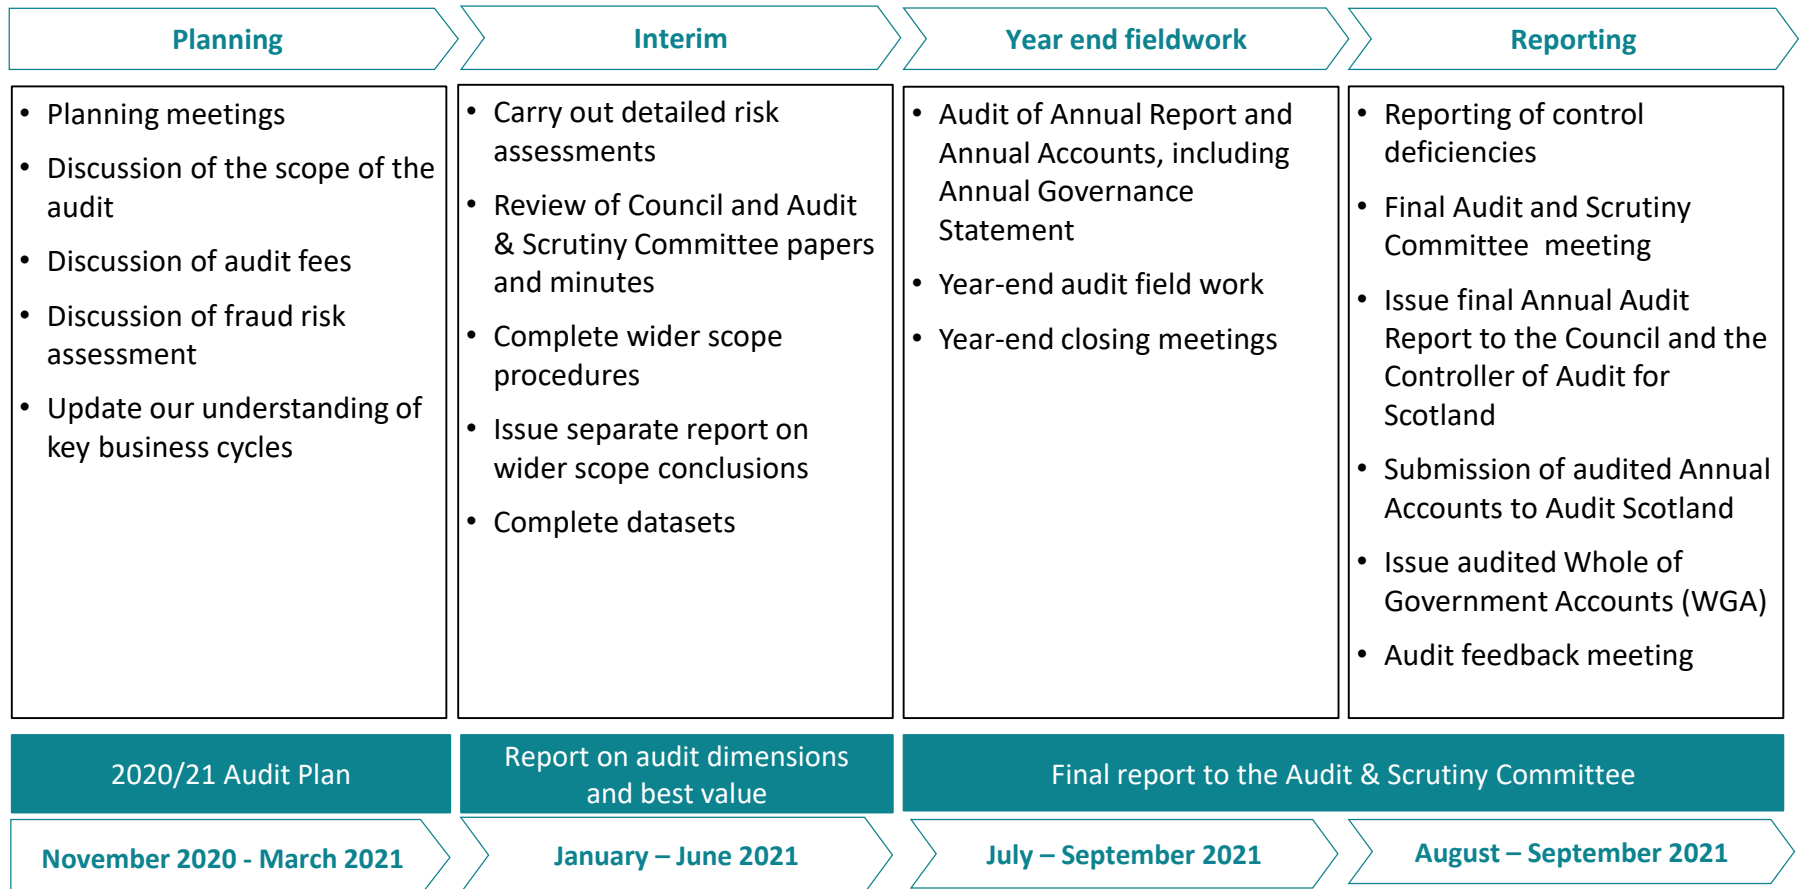 Planning
Interim
Year end fieldwork
Reporting
• Planning meetings
• Discussion of the scope of the
audit
• Discussion of audit fees
• Discussion of fraud risk
assessment
• Update our understanding of
key business cycles
• Carry out detailed risk
assessments
• Review of Council and Audit
& Scrutiny Committee papers
and minutes
• Complete wider scope
procedures
• Issue separate report on
wider scope conclusions
• Complete datasets
• Audit of Annual Report and
Annual Accounts, including
Annual Governance
Statement
• Year-end audit field work
• Year-end closing meetings
• Reporting of control
deficiencies
• Final Audit and Scrutiny
Committee  meeting
• Issue final Annual Audit
Report to the Council and the
Controller of Audit for
Scotland
• Submission of audited Annual
Accounts to Audit Scotland
• Issue audited Whole of
Government Accounts (WGA)
• Audit feedback meeting
2020/21 Audit Plan
Report on audit dimensions
and best value
Final report to the Audit & Scrutiny Committee
November 2020 - March 2021
January – June 2021
July – September 2021
August – September 2021